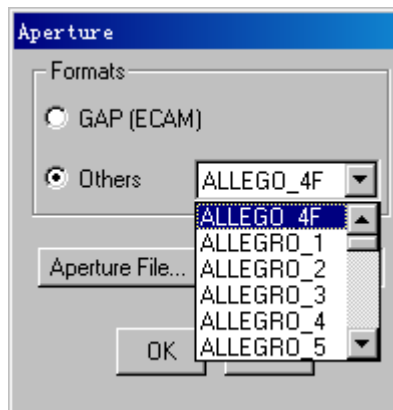 Aperture
Formats
GAP (ECAM)
Others
ALLEGO_4F
ALLEGO_4F
ALLEGRO_1
ALLEGRO_2
ALLEGRO_3
ALLEGRO_4
ALLEGRO_5
Aperture File...
OK